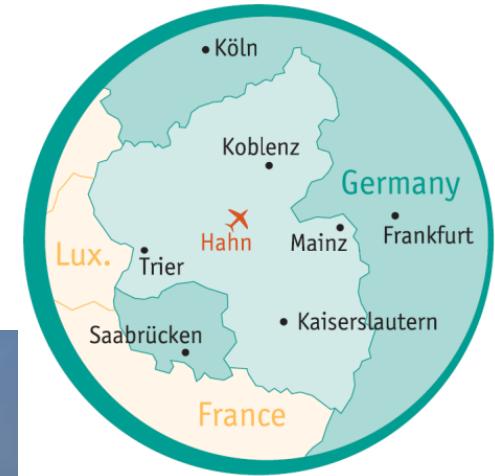 Köln
Koblenz
Germany
Hahn
Mainz
Frankfurt
Lux.
Trier
Kaiserslautern
Saabrücken
France